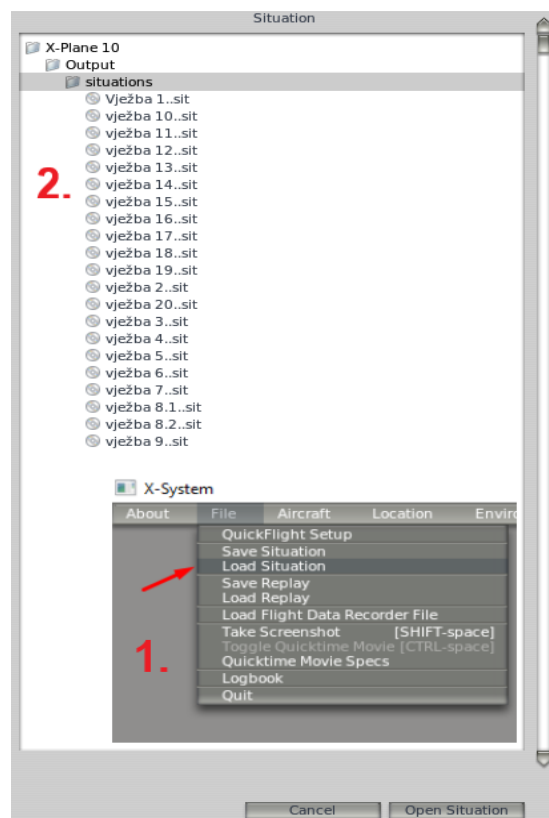 Situation
X-Plane 10
Output
situations
Vježba 1..sit
vježba 10..sit
vježba 11..sit
vježba 12..sit
vježba 13..sit
vježba 14..sit
vježba 15..sit
vježba 16..sit
vježba 17..sit
vježba 18..sit
vježba 19..sit
vježba 2..sit
vježba 20..sit
vježba 3..sit
vježba 4..sit
vježba 5..sit
vježba 6..sit
vježba 7..sit
vježba 8.1..sit
vježba 8.2..sit
vježba 9..sit
2.
X-System
About File Aircraft Location Enviro
QuickFlight Setup
Save Situation
Load Situation
Save Replay
Load Replay
Load Flight Data Recorder File
Take Screenshot [SHIFT-space]
Toggle Quicktime Movie [CTRL-space]
Quicktime Movie Specs
Logbook
Quit
1.
Cancel Open Situation